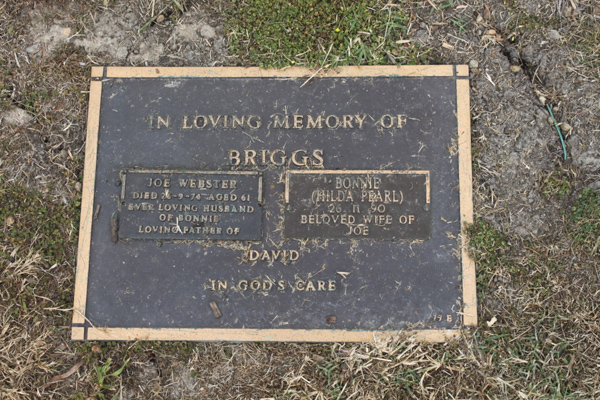 IN LOVING MEMORY OF
BRIGGS
JOE WEBSTER
DIED -9-74 AGED 61
EVER LOVING HUSBAND
OF BONNIE
LOVING FATHER OF
BONNIE
(HILDA PEARL)
26 11 90
BELOVED WIFE OF
JOE
DAVID
IN GOD'S CARE